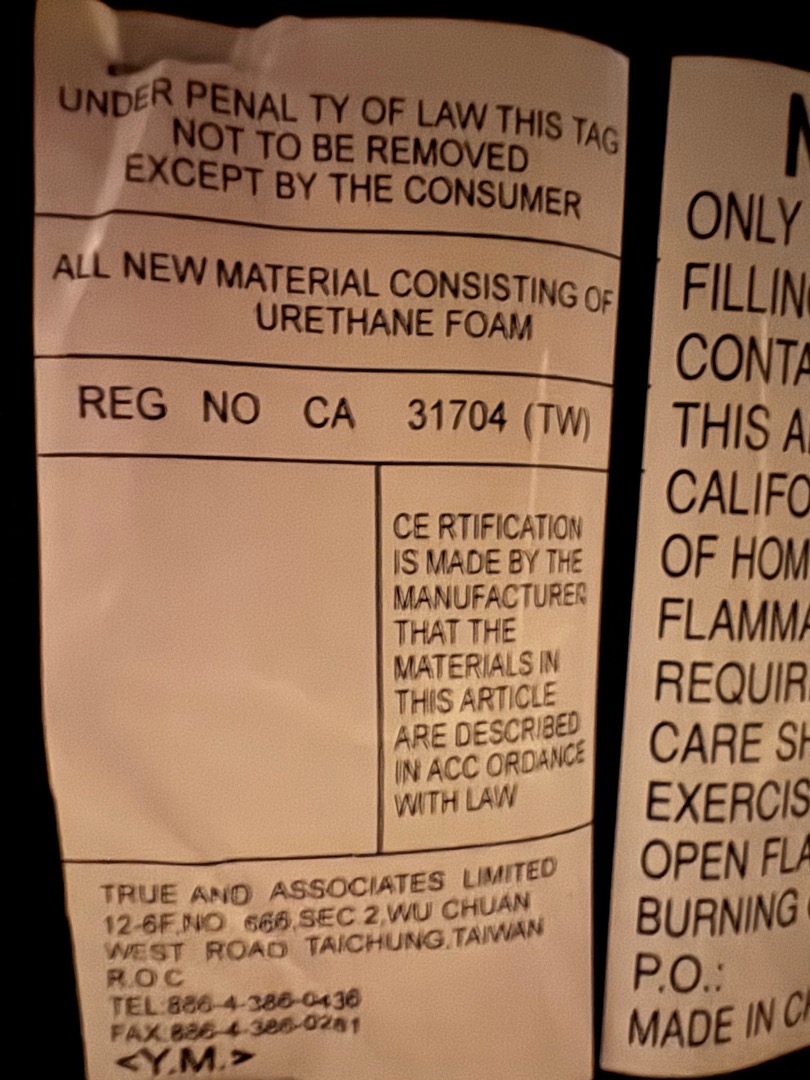 UNDER PENAL TY OF LAW THIS TAG
NOT TO BE REMOVED
EXCEPT BY THE CONSUMER
ALL NEW MATERIAL CONSISTING OF
URETHANE FOAM
REG NO CA 31704 (TW)
CE RTIFICATION
IS MADE BY THE
MANUFACTURER
THAT THE
MATERIALS IN
THIS ARTICLE
ARE DESCRIBED
IN ACC ORDANCE
WITH LAW
TRUE AND ASSOCIATES LIMITED
12-6F,NO 666,SEC 2,WU CHUAN
WEST ROAD TAICHUNG,TAIWAN
R.O C
TEL:886-4-386-0436
FAX:886-4-386-0281
<Y.M.>
N
ONLY
FILLING
CONTA
THIS A
CALIFO
OF HOM
FLAMMA
REQUIR
CARE SH
EXERCIS
OPEN FLA
BURNING
P.O.:
MADE IN CH